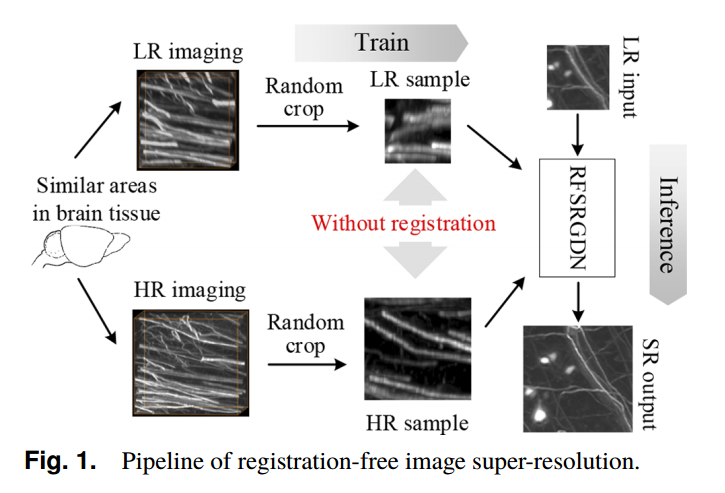 Train
LR imaging
Random
crop
LR sample
LR input
Similar areas
in brain tissue
Without registration
RFSRGDN
Inference
HR imaging
Random
crop
HR sample
SR output
Fig. 1. Pipeline of registration-free image super-resolution.